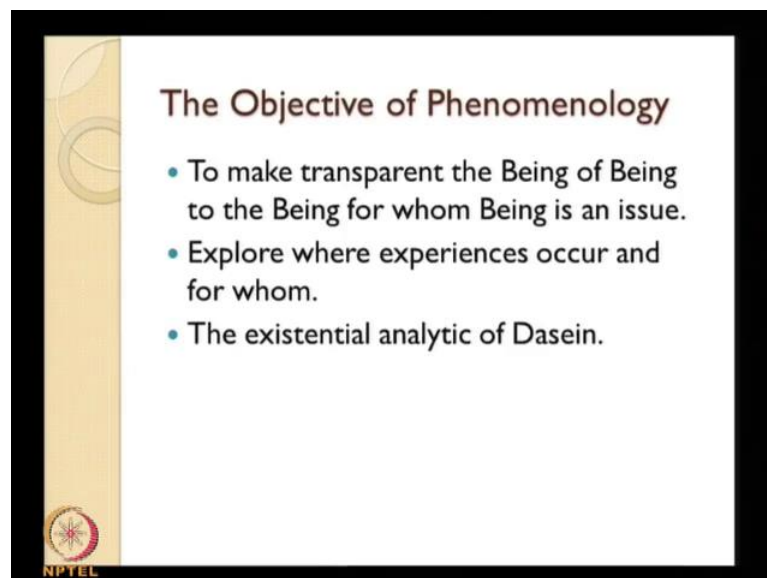 The Objective of Phenomenology
• To make transparent the Being of Being
to the Being for whom Being is an issue.
• Explore where experiences occur and
for whom.
• The existential analytic of Dasein.
NPTEL